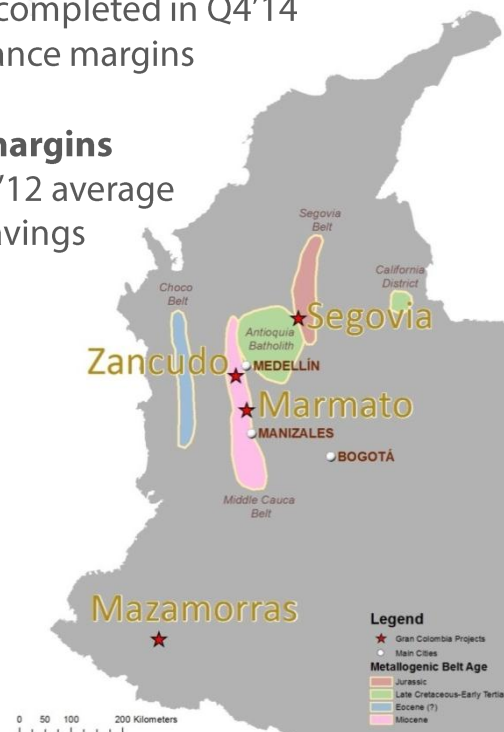 completed in Q4’14
ance margins
margins
’12 average
avings
Segovia
Belt
California
District
Choco
Belt
Segovia
Antioquia
Batholith
Zancudo
MEDELLÍN
Marmato
MANIZALES
BOGOTÁ
Middle Cauca
Belt
Mazamorras
Legend
Gran Colombia Projects
Main Cities
Metallogenic Belt Age
Jurassic
Late Cretaceous-Early Tertia
Eocene (?)
Miocene
0 50 100 200 Kilometers